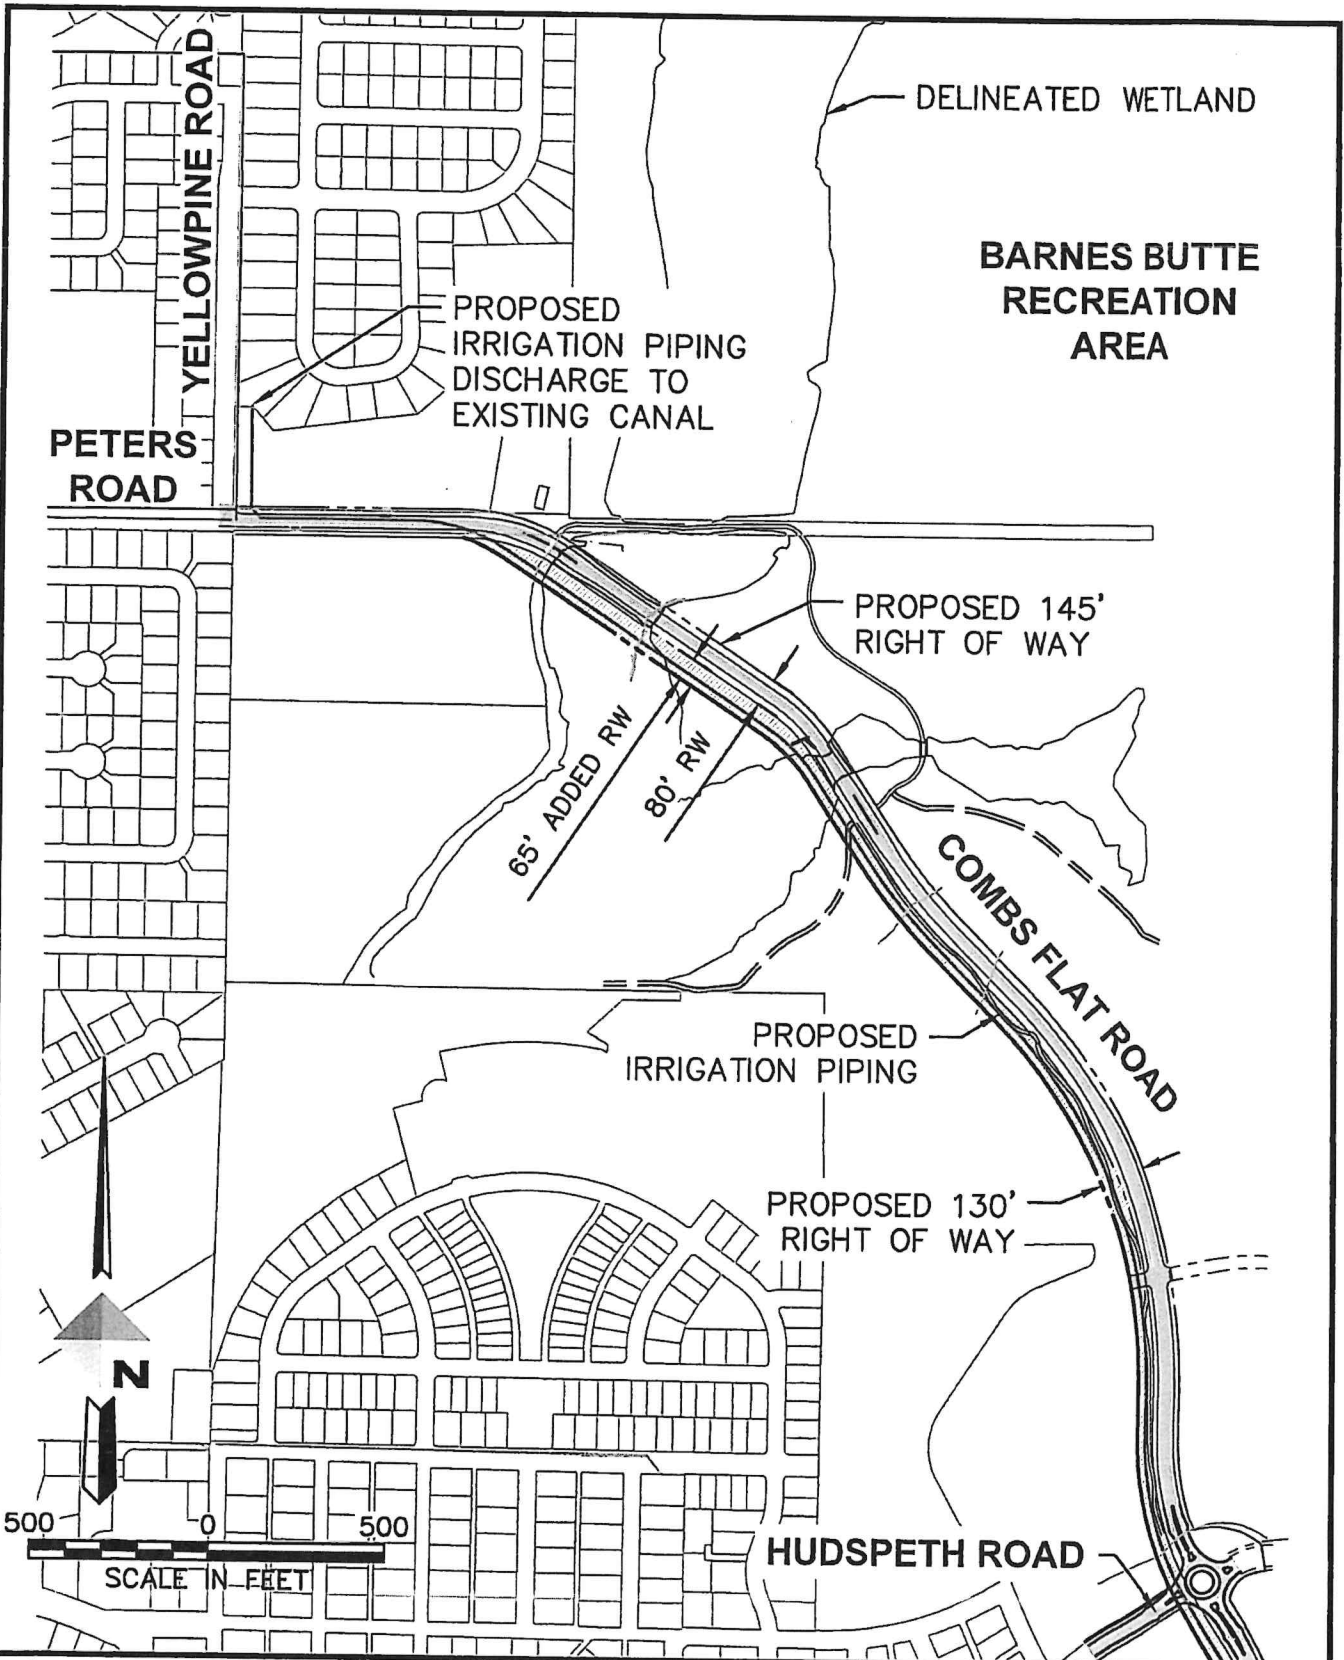 YELLOWPINE ROAD
DELINEATED WETLAND
BARNES BUTTE
RECREATION
AREA
PROPOSED
IRRIGATION PIPING
DISCHARGE TO
EXISTING CANAL
PETERS
ROAD
PROPOSED 145'
RIGHT OF WAY
65' ADDED RW
80' RW
COMBS FLAT ROAD
PROPOSED
IRRIGATION PIPING
PROPOSED 130'
RIGHT OF WAY
N
500 0 500
SCALE IN FEET
HUDSPETH ROAD